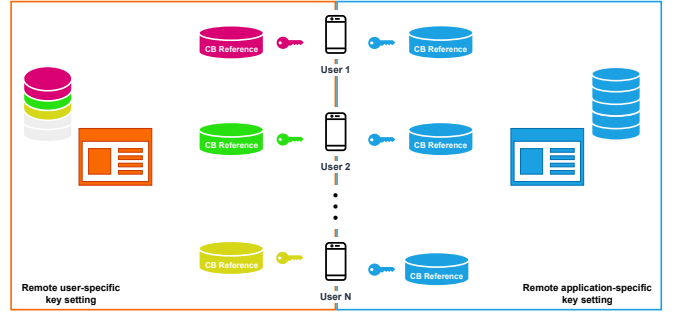 CB Reference
CB Reference
User 1
CB Reference
CB Reference
User 2
CB Reference
CB Reference
User N
Remote user-specific
key setting
Remote application-specific
key setting